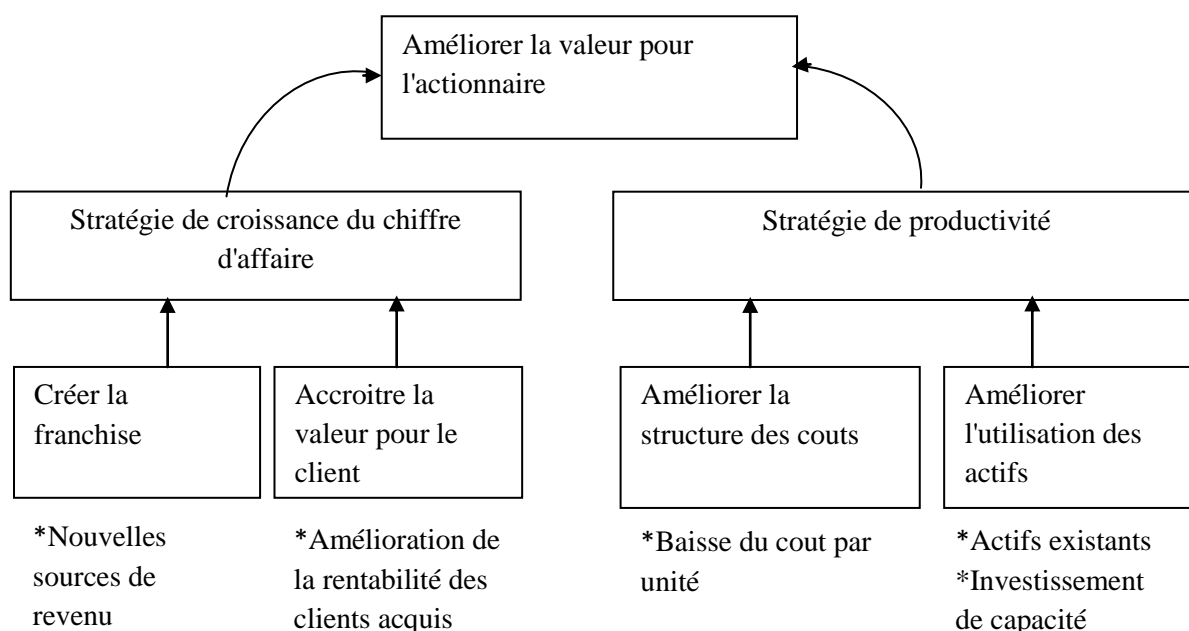 Améliorer la valeur pour
l'actionnaire
Stratégie de croissance du chiffre
d'affaire
Stratégie de productivité
Créer la
franchise
Accroitre la
valeur pour le
client
Améliorer la
structure des couts
Améliorer
l'utilisation des
actifs
*Nouvelles
sources de
revenu
*Amélioration de
la rentabilité des
clients acquis
*Baisse du cout par
unité
*Actifs existants
*Investissement
de capacité